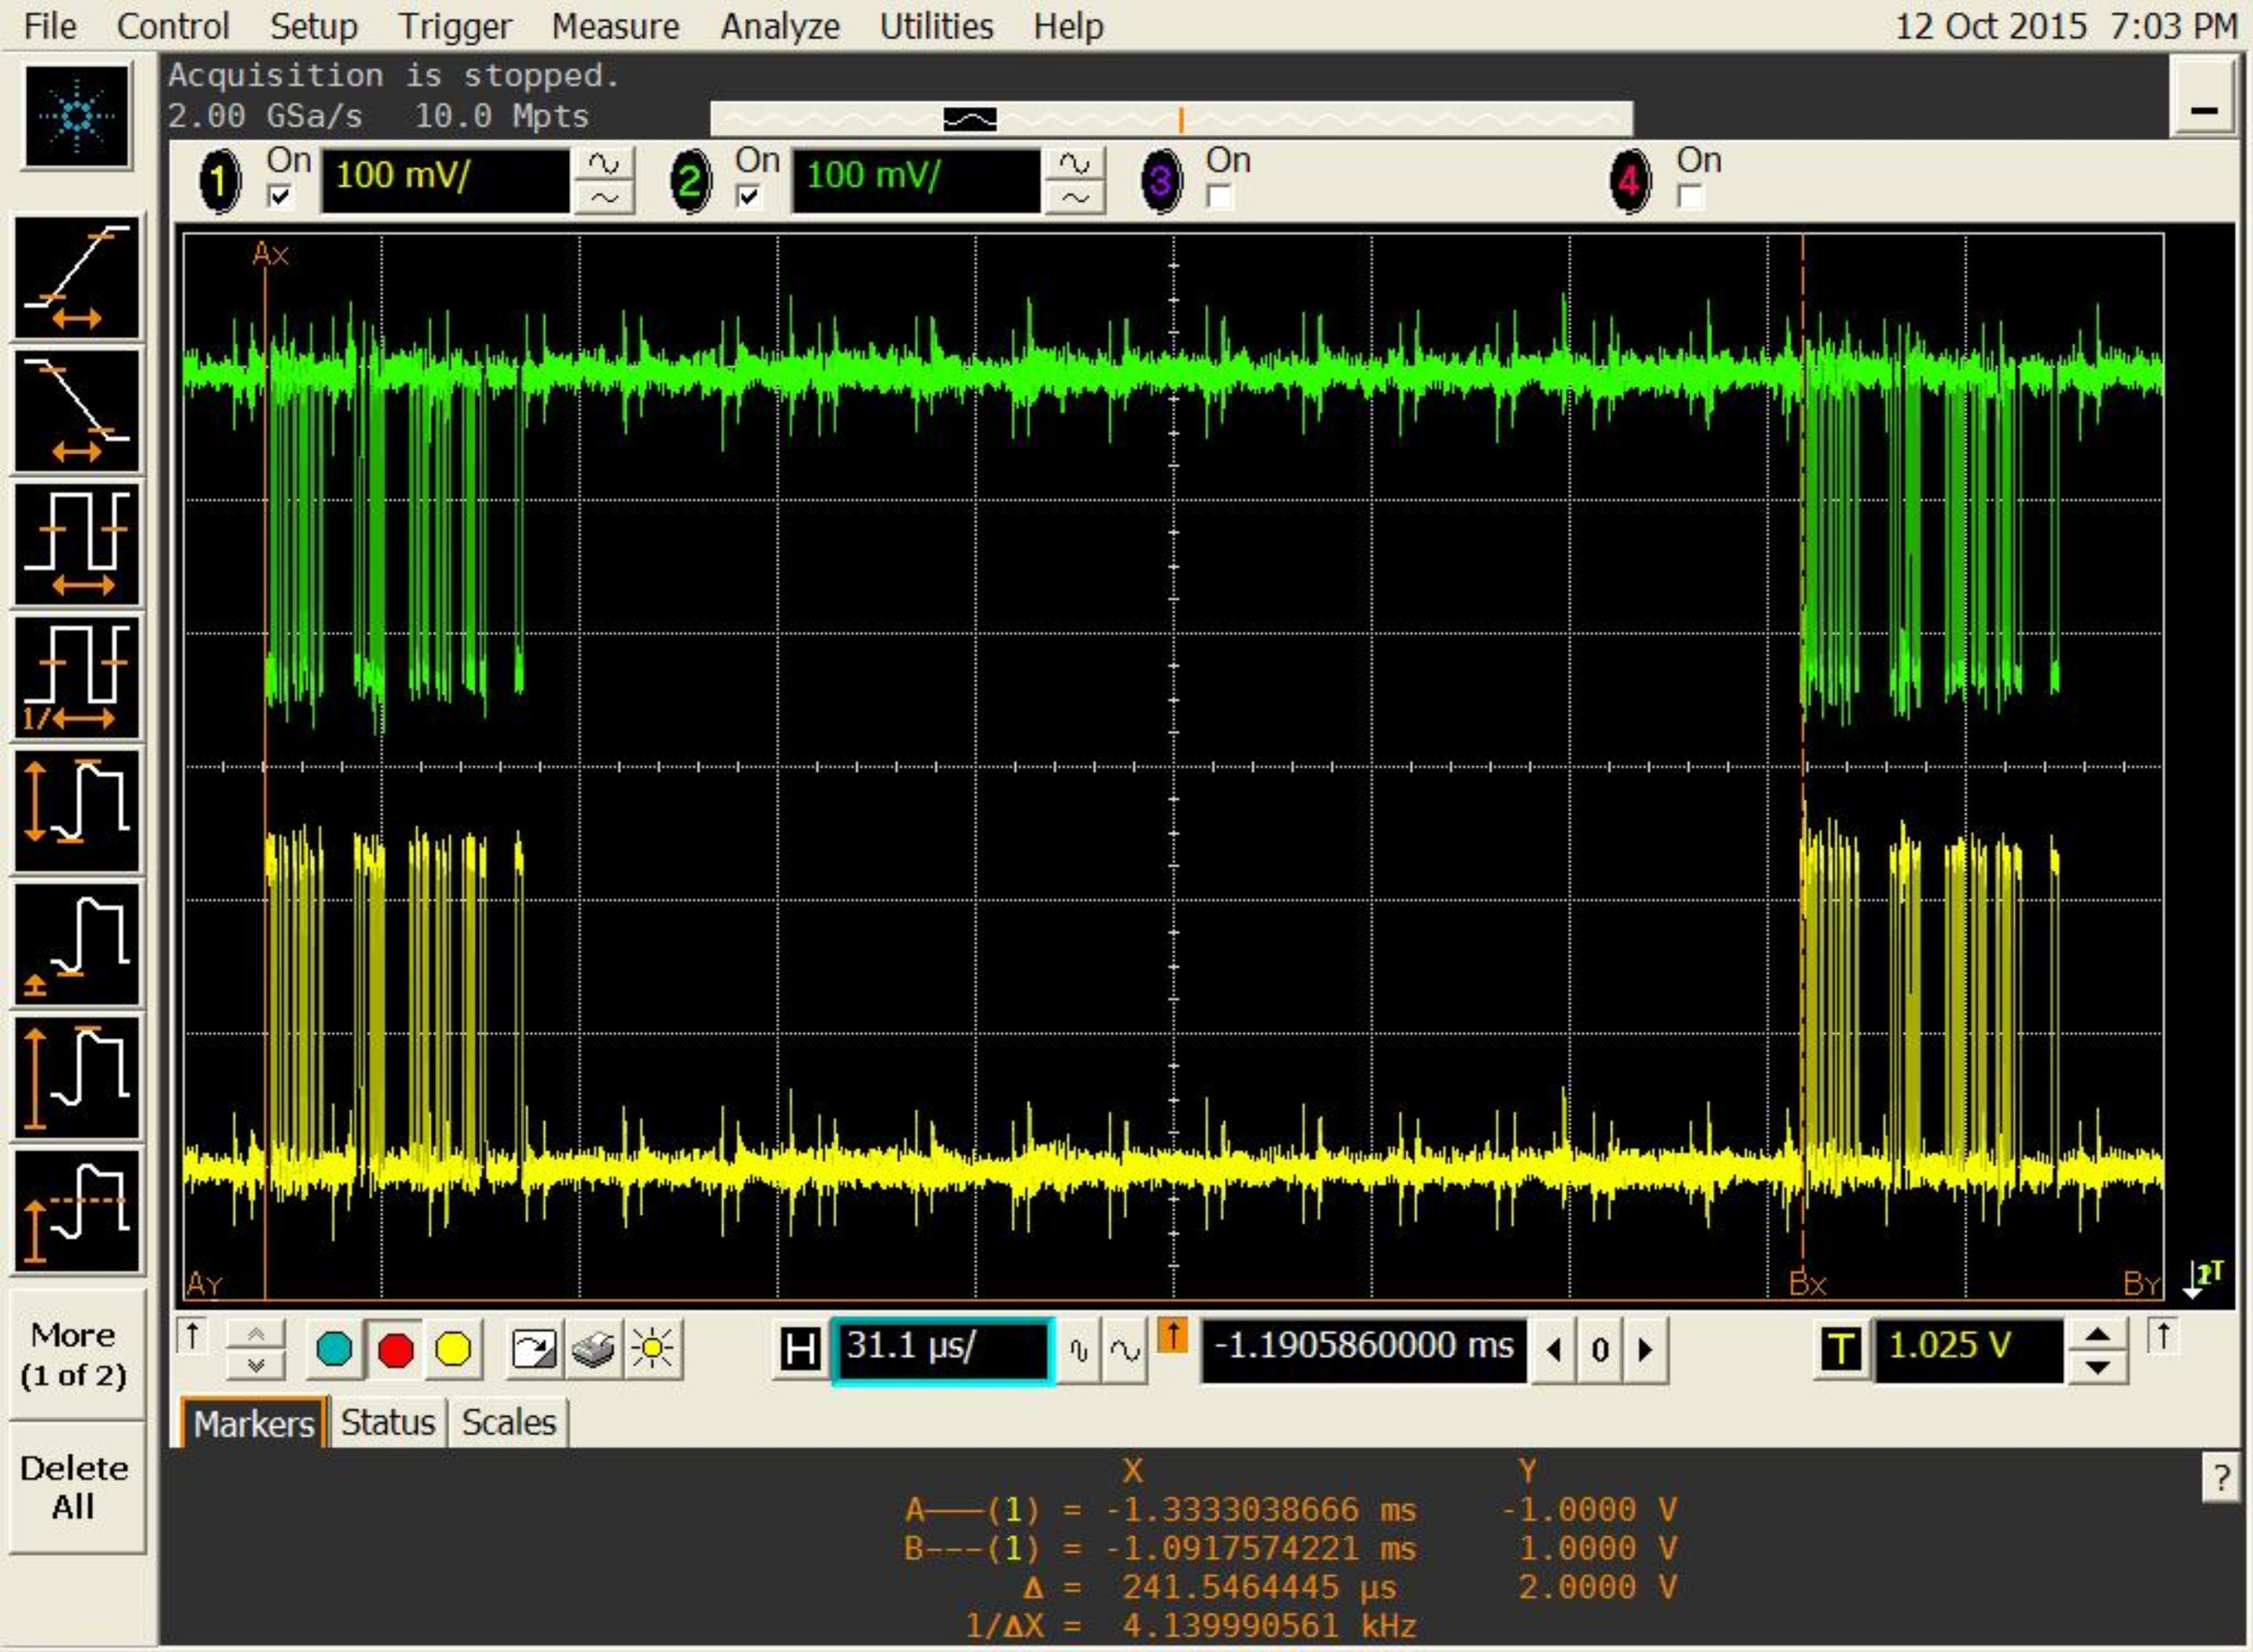 File Control Setup Trigger Measure Analyze Utilities Help 12 Oct 2015 7:03 PM
Acquisition is stopped.
2.00 GSa/s 10.0 Mpts
1 On 100 mV/ 2 On 100 mV/ 3 On 4 On
Ax
1/
AY Bx BY
T
More
(1 of 2)
H 31.1 µs/ -1.1905860000 ms 0 T 1.025 V
Markers Status Scales
Delete
All
X Y
A——(1) = -1.3333038666 ms -1.0000 V
B---(1) = -1.0917574221 ms 1.0000 V
Δ = 241.5464445 µs 2.0000 V
1/ΔX = 4.139990561 kHz
?